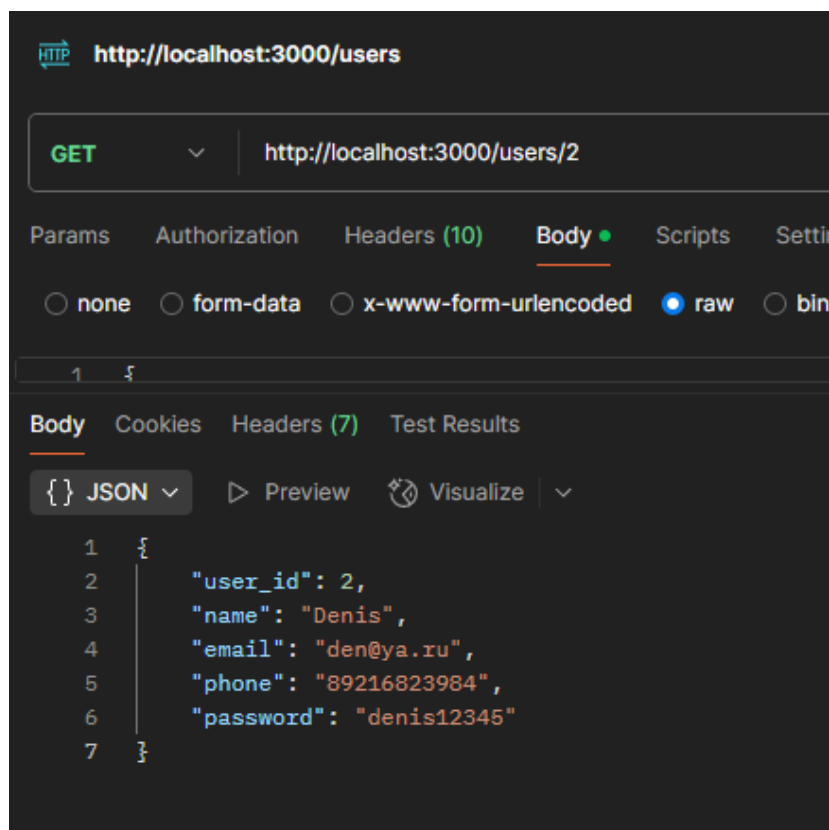 HTTP http://localhost:3000/users
GET http://localhost:3000/users/2
Params Authorization Headers (10) Body Scripts Settin
none form-data x-www-form-urlencoded raw bin
1 {
Body Cookies Headers (7) Test Results
{} JSON Preview Visualize
1 {
2 "user_id": 2,
3 "name": "Denis",
4 "email": "den@ya.ru",
5 "phone": "89216823984",
6 "password": "denis12345"
7 }